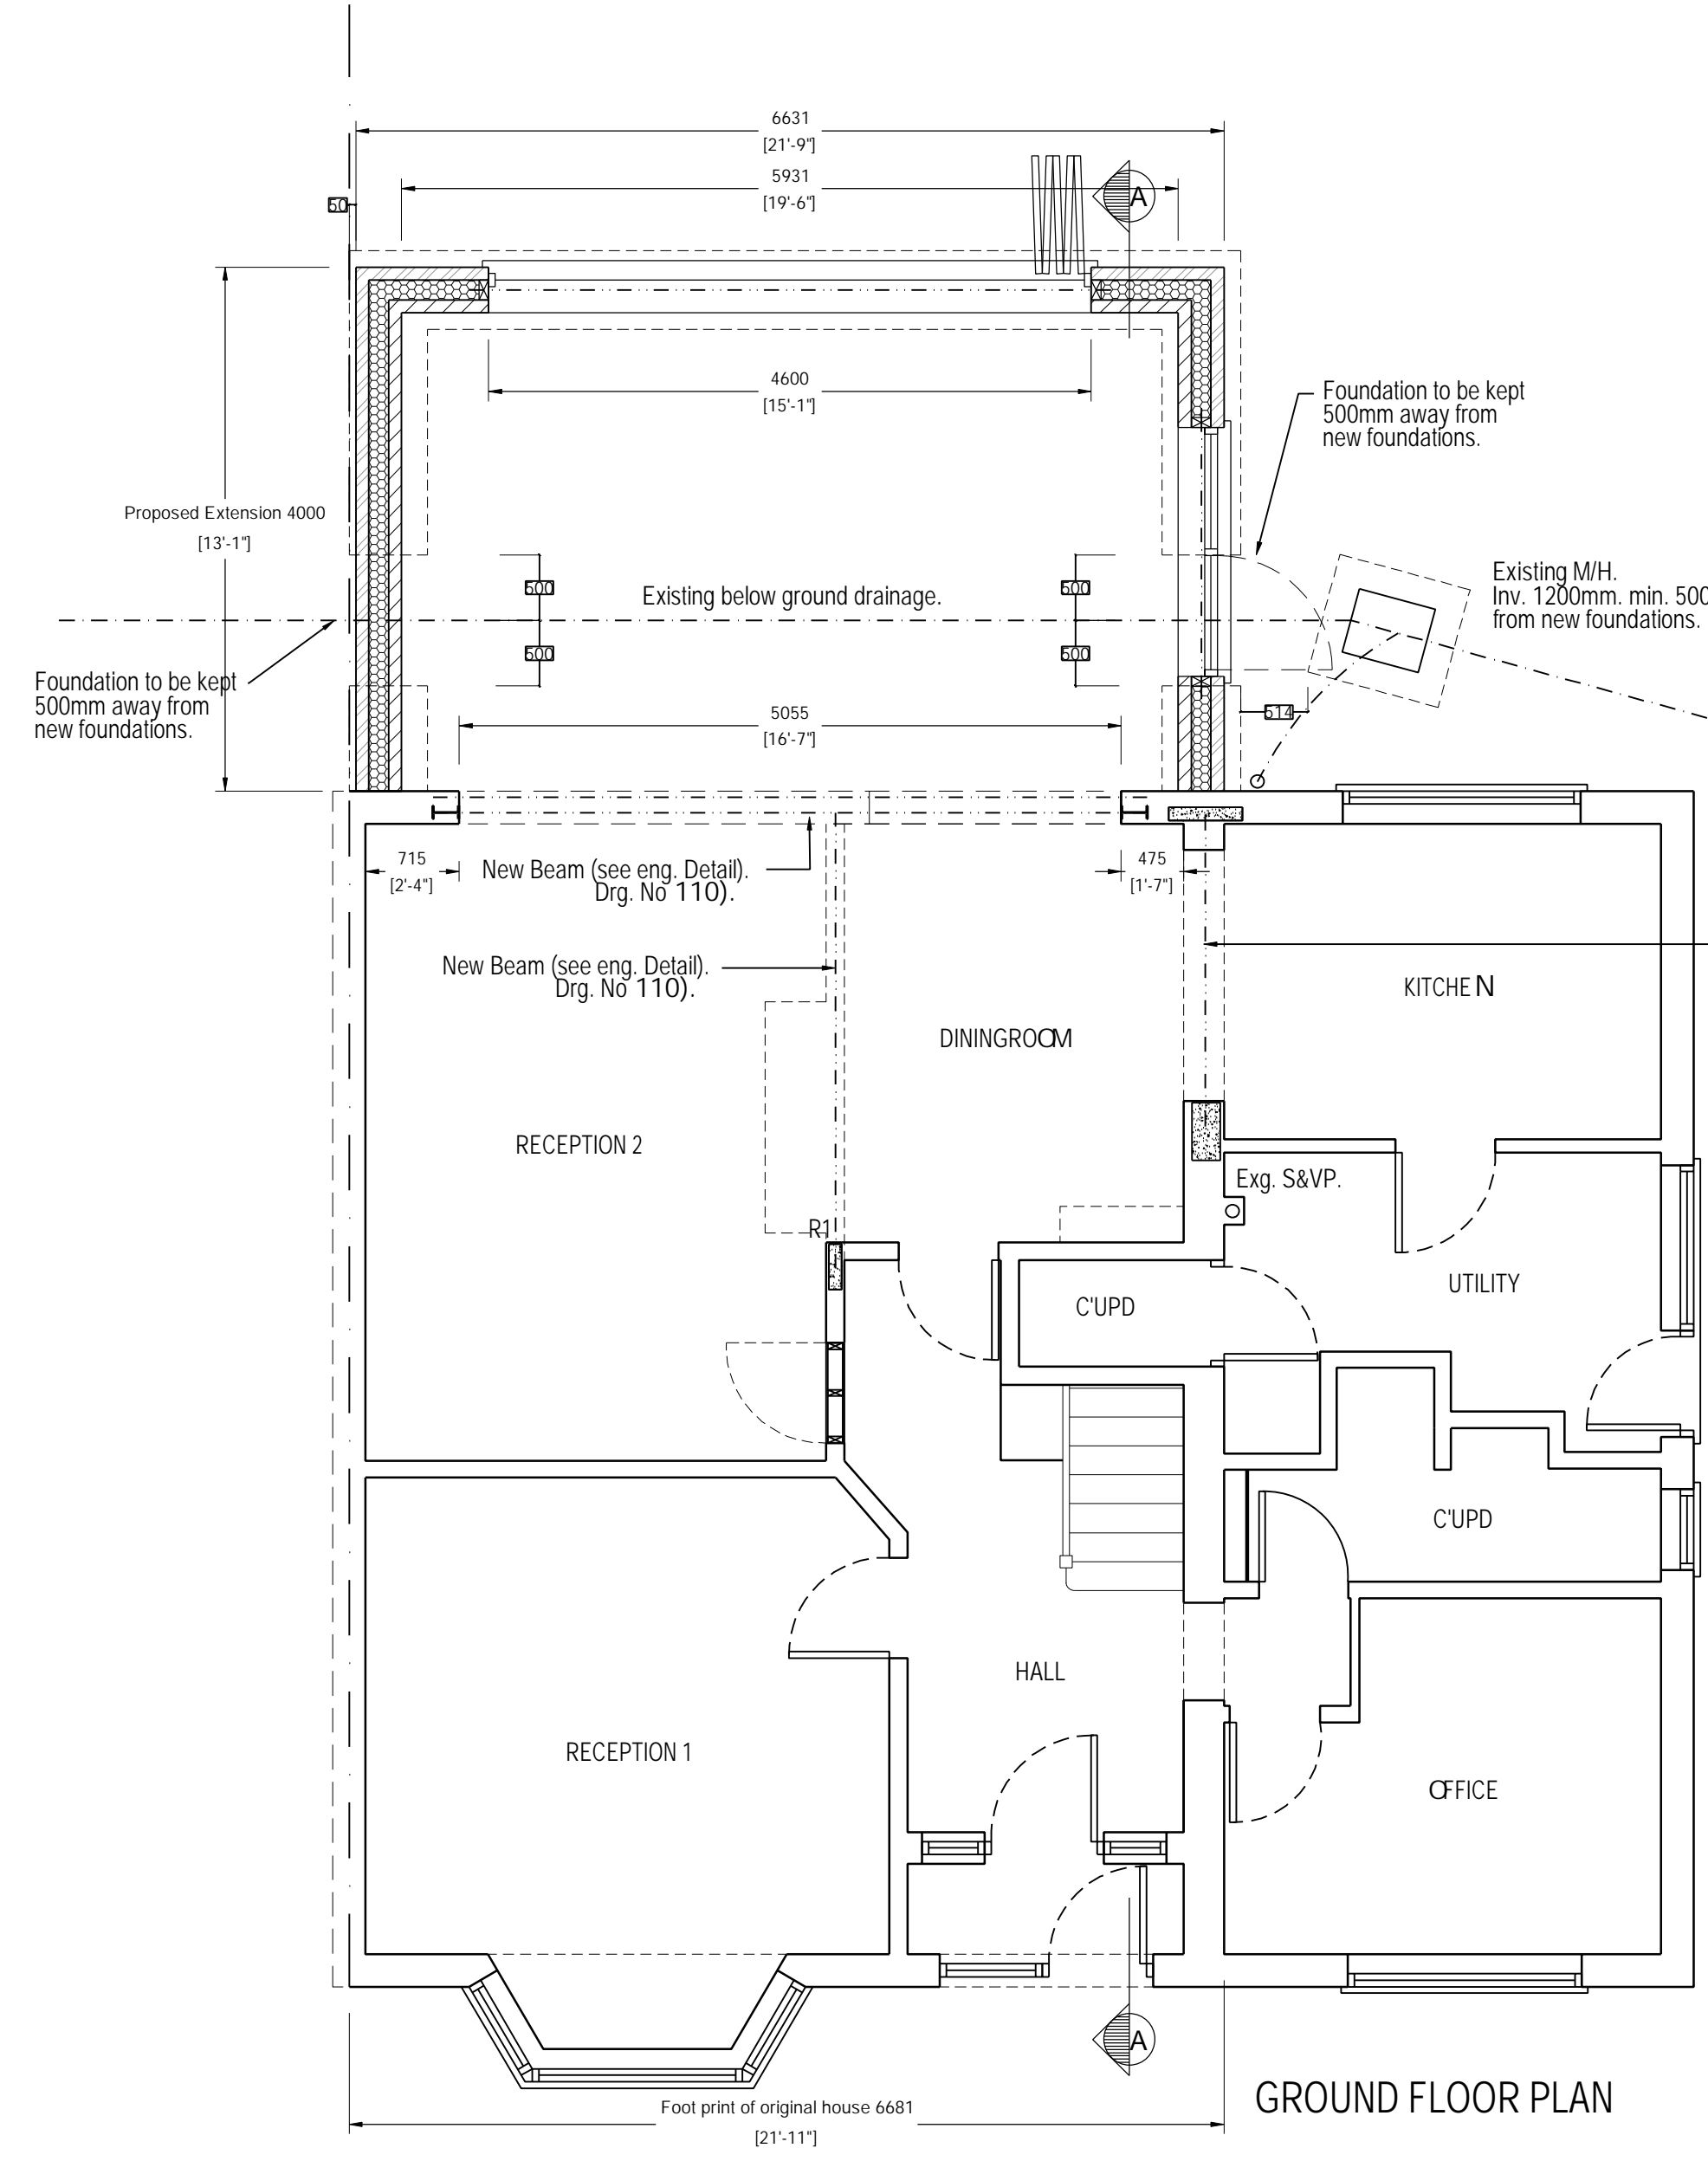 6631
[21'-9"]
5931
[19'-6"]
A
50
4600
[15'-1"]
Foundation to be kept
500mm away from
new foundations.
Proposed Extension 4000
[13'-1"]
500
500
Existing below ground drainage.
Existing M/H.
Inv. 1200mm. min. 500
from new foundations.
500
500
Foundation to be kept
500mm away from
new foundations.
5055
[16'-7"]
514
715
[2'-4"]
New Beam (see eng. Detail).
Drg. No 110).
475
[1'-7"]
New Beam (see eng. Detail).
Drg. No 110).
KITCHEN
DININGROOM
RECEPTION 2
Exg. S&VP.
R1
UTILITY
C'UPD
C'UPD
HALL
RECEPTION 1
OFFICE
A
GROUND FLOOR PLAN
Foot print of original house 6681
[21'-11"]